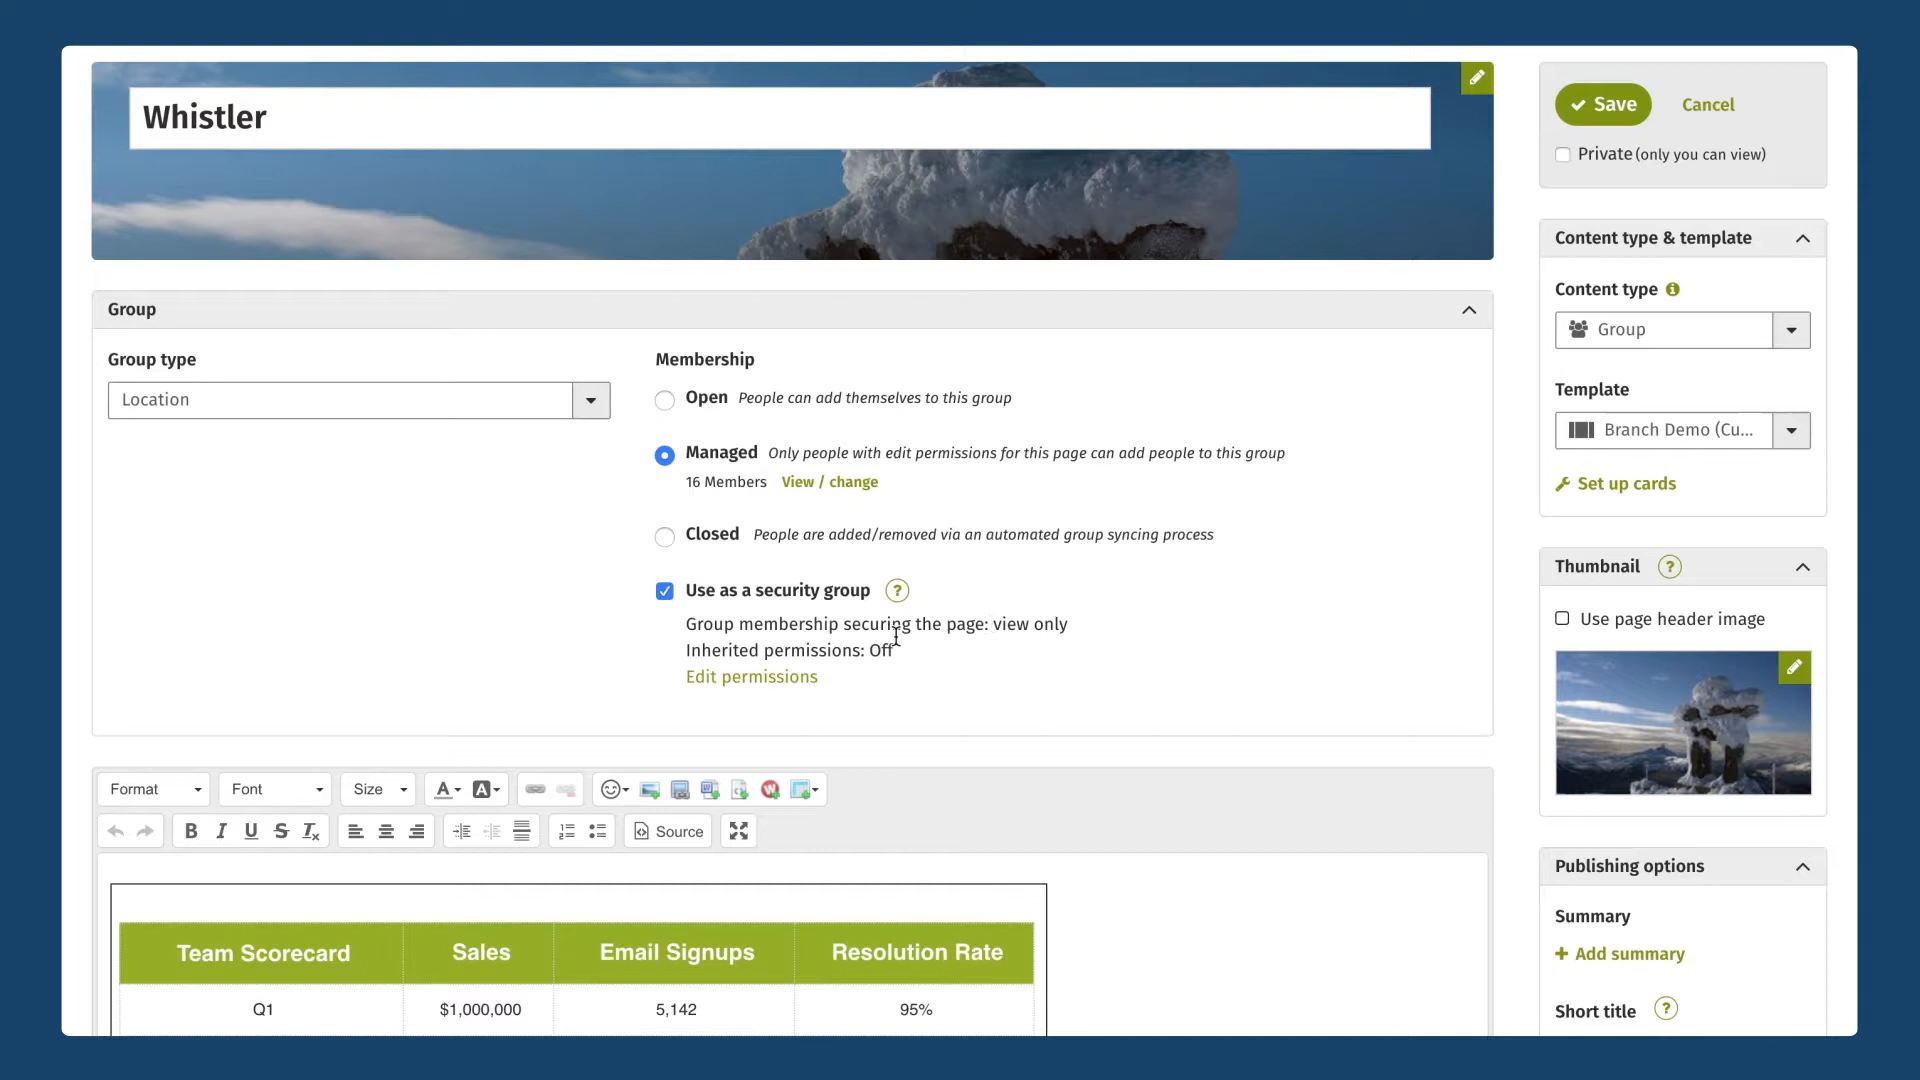 Whistler
Save
Cancel
Private (only you can view)
Group
Group type
Location
Membership
Open People can add themselves to this group
Managed Only people with edit permissions for this page can add people to this group
16 Members View / change
Closed People are added/removed via an automated group syncing process
Use as a security group ?
Group membership securing the page: view only
Inherited permissions: Off
Edit permissions
Content type & template
Content type
Group
Template
Branch Demo (Cu...
Set up cards
Thumbnail ?
Use page header image
Publishing options
Summary
+ Add summary
Short title ?
Format Font Size A A
B I U S Tx Source
Team Scorecard Sales Email Signups Resolution Rate
Q1 $1,000,000 5,142 95%